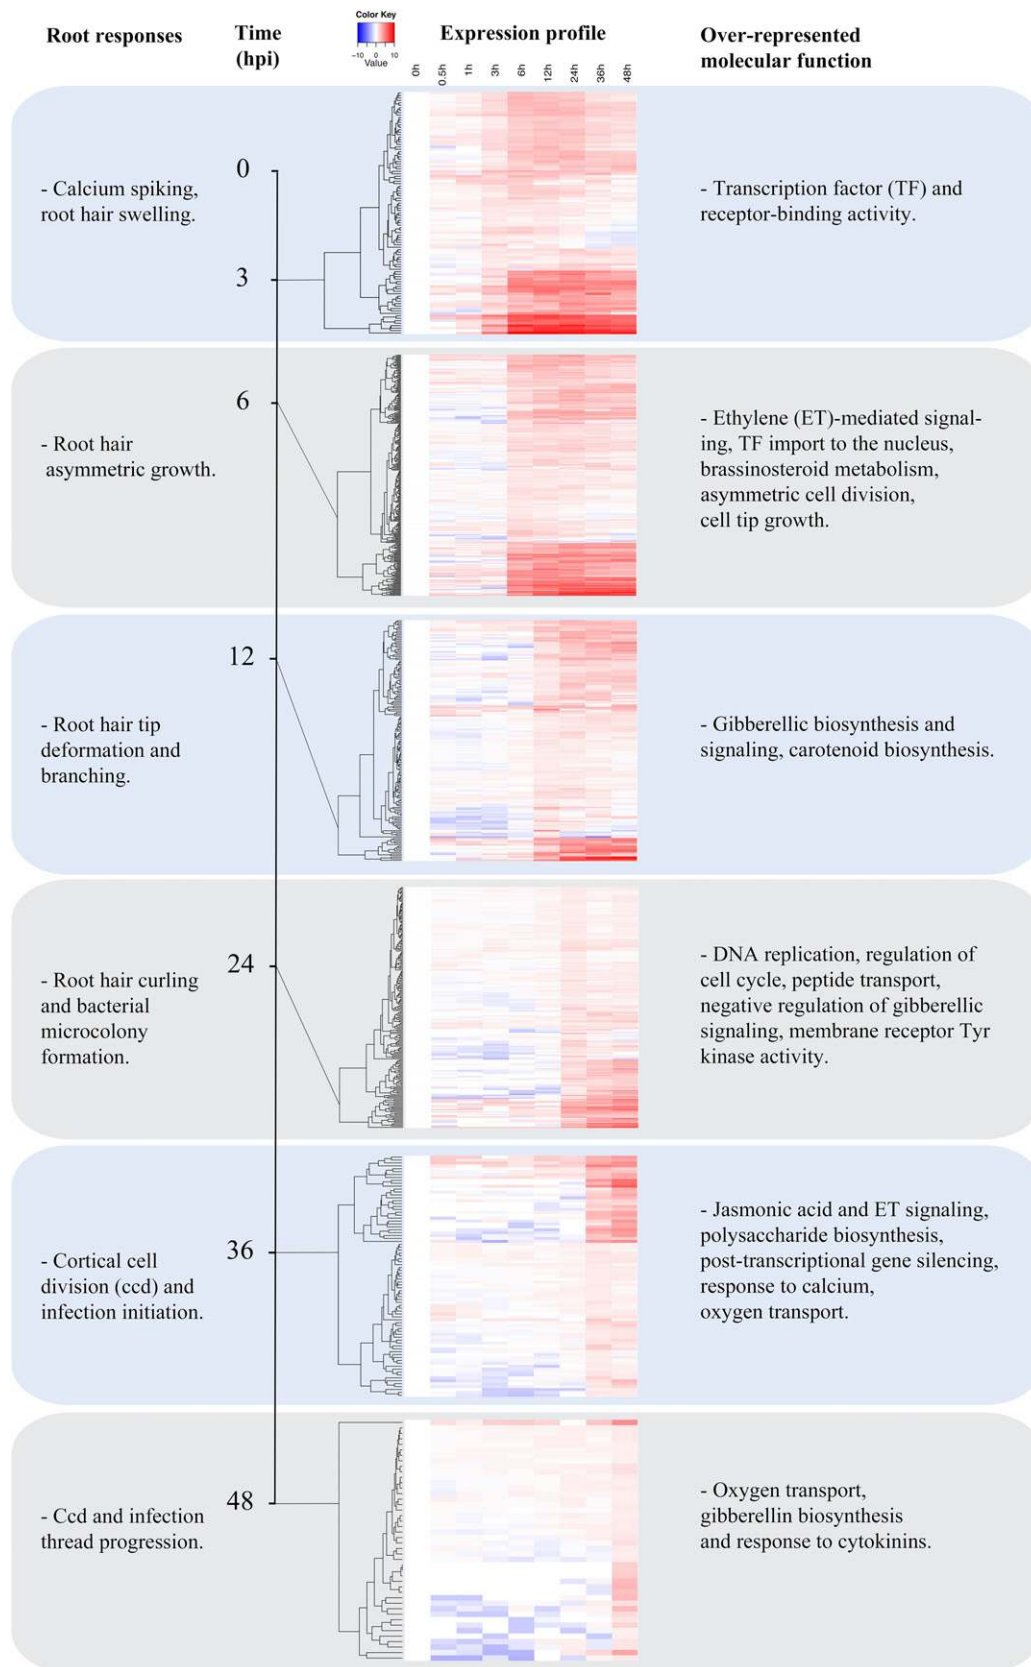 Root responses
Time
(hpi)
Color Key
-10 0 10
Value
Expression profile
Over-represented
molecular function
0h
0.5h
1h
3h
6h
12h
24h
36h
48h
- Calcium spiking,
root hair swelling.
0
3
- Transcription factor (TF) and
receptor-binding activity.
- Root hair
asymmetric growth.
6
- Ethylene (ET)-mediated signal-
ing, TF import to the nucleus,
brassinosteroid metabolism,
asymmetric cell division,
cell tip growth.
- Root hair tip
deformation and
branching.
12
- Gibberellic biosynthesis and
signaling, carotenoid biosynthesis.
- Root hair curling
and bacterial
microcolony
formation.
24
- DNA replication, regulation of
cell cycle, peptide transport,
negative regulation of gibberellic
signaling, membrane receptor Tyr
kinase activity.
- Cortical cell
division (ccd) and
infection initiation.
36
- Jasmonic acid and ET signaling,
polysaccharide biosynthesis,
post-transcriptional gene silencing,
response to calcium,
oxygen transport.
- Ccd and infection
thread progression.
48
- Oxygen transport,
gibberellin biosynthesis
and response to cytokinins.